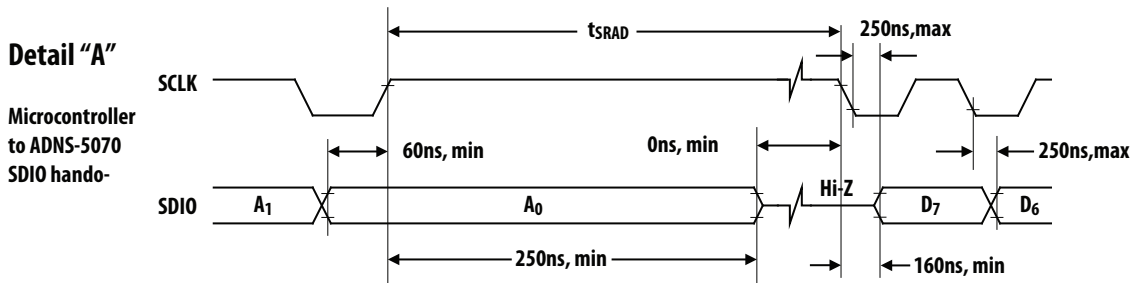 Detail “A”
Microcontroller
to ADNS-5070
SDIO hando-
tSRAD
250ns,max
SCLK
60ns, min
0ns, min
250ns,max
Hi-Z
SDIO
A1
A0
D7
D6
250ns, min
160ns, min